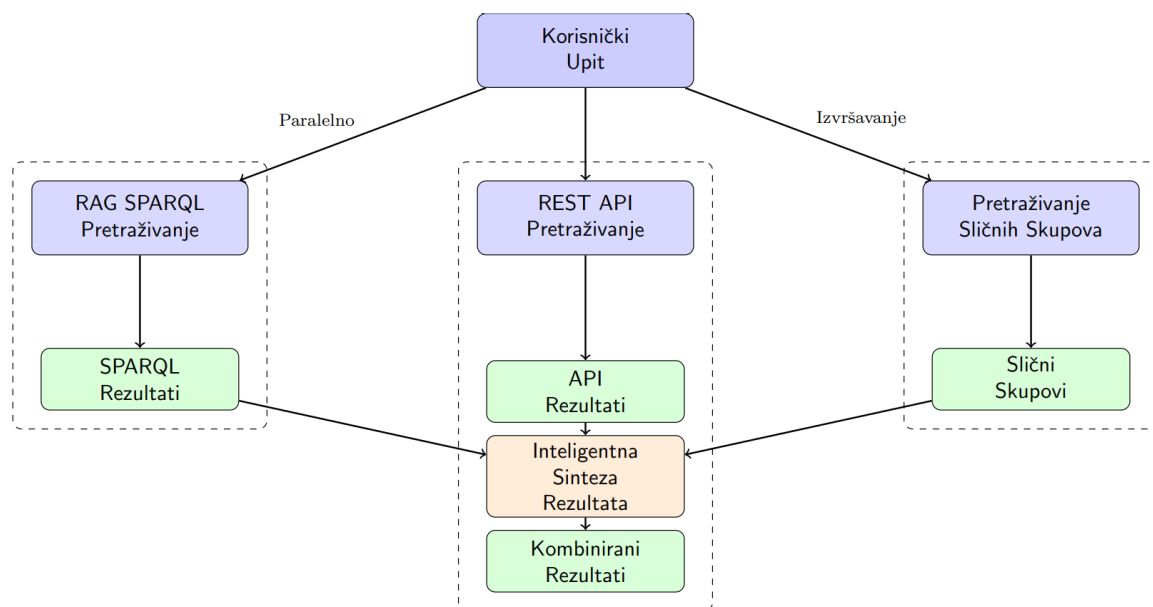 Korisnički
Upit
Paralelno
Izvršavanje
RAG SPARQL
Pretraživanje
REST API
Pretraživanje
Pretraživanje
Sličnih Skupova
SPARQL
Rezultati
API
Rezultati
Slični
Skupovi
Inteligentna
Sinteza
Rezultata
Kombinirani
Rezultati